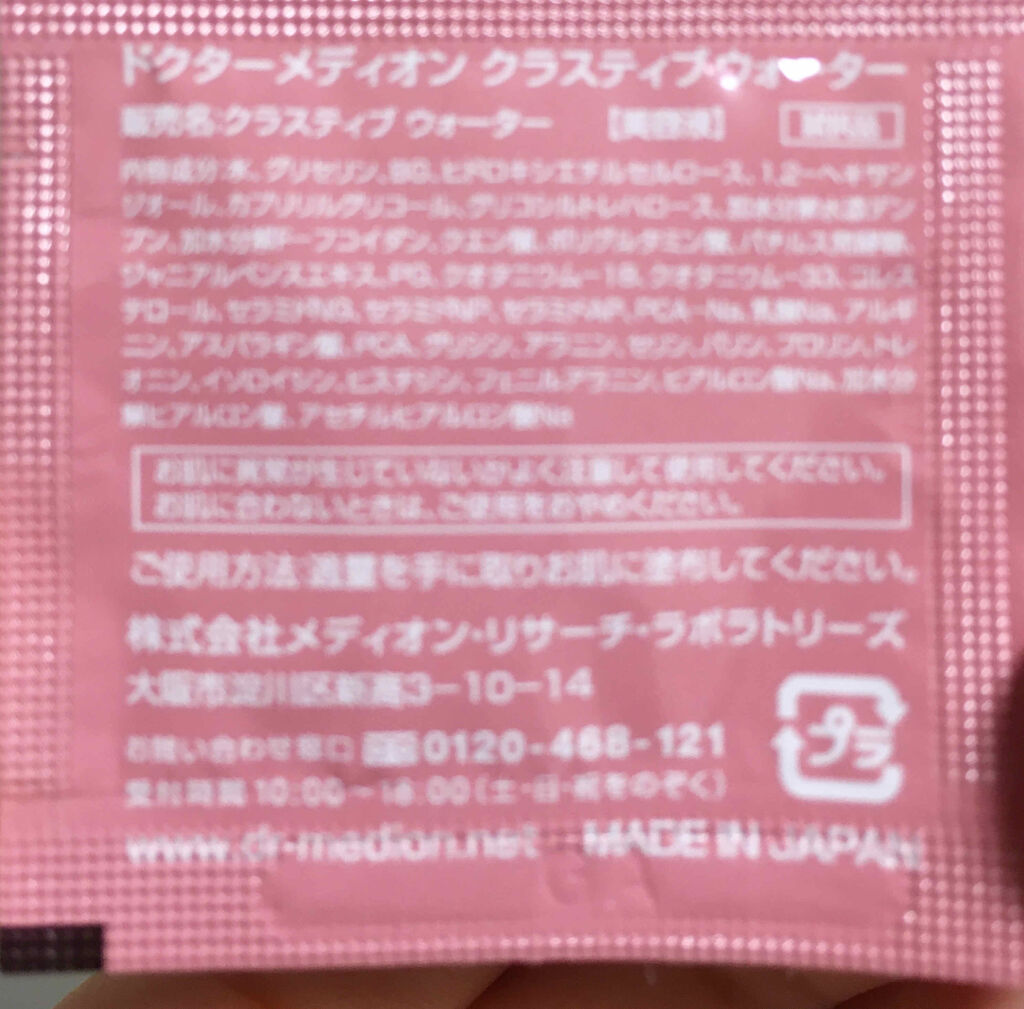 ドクターメディオン クラスティブウォーター
販売名:クラスティブ ウォーター 【美容液】 試供品
内容成分:水、グリセリン、BG、ヒドロキシエチルセルロース、1,2-ヘキサン
ジオール、カプリリルグリコール、グリコシルトレハロース、加水分解水添デン
プン、加水分解 フコイダン、クエン酸、ポリグルタミン酸、バチルス発酵物、
エキス、PG、クオタニウム-18、クオタニウム-33、コレス
テロール、セラミドNG、セラミドNP、セラミドAP、PCA-Na、乳酸Na、アルギ
ニン、アスパラギン酸、PCA、グリシン、アラニン、セリン、バリン、プロリン、トレ
オニン、イソロイシン、ヒスチジン、フェニルアラニン、ヒアルロン酸Na、加水分
解ヒアルロン酸、アセチルヒアルロン酸Na
お肌に異常が生じていないかよく注意して使用してください。
お肌に合わないときは、ご使用をおやめください。
ご使用方法:適量を手に取りお肌に塗布してください。
株式会社メディオン・リサーチ・ラボラトリーズ
大阪市淀川区新高3-10-14
お問い合わせ窓口 0120-468-121
プラ
受付時間 10:00-18:00(土・日・祝をのぞく)
www.dr-medion.net MADE IN JAPAN